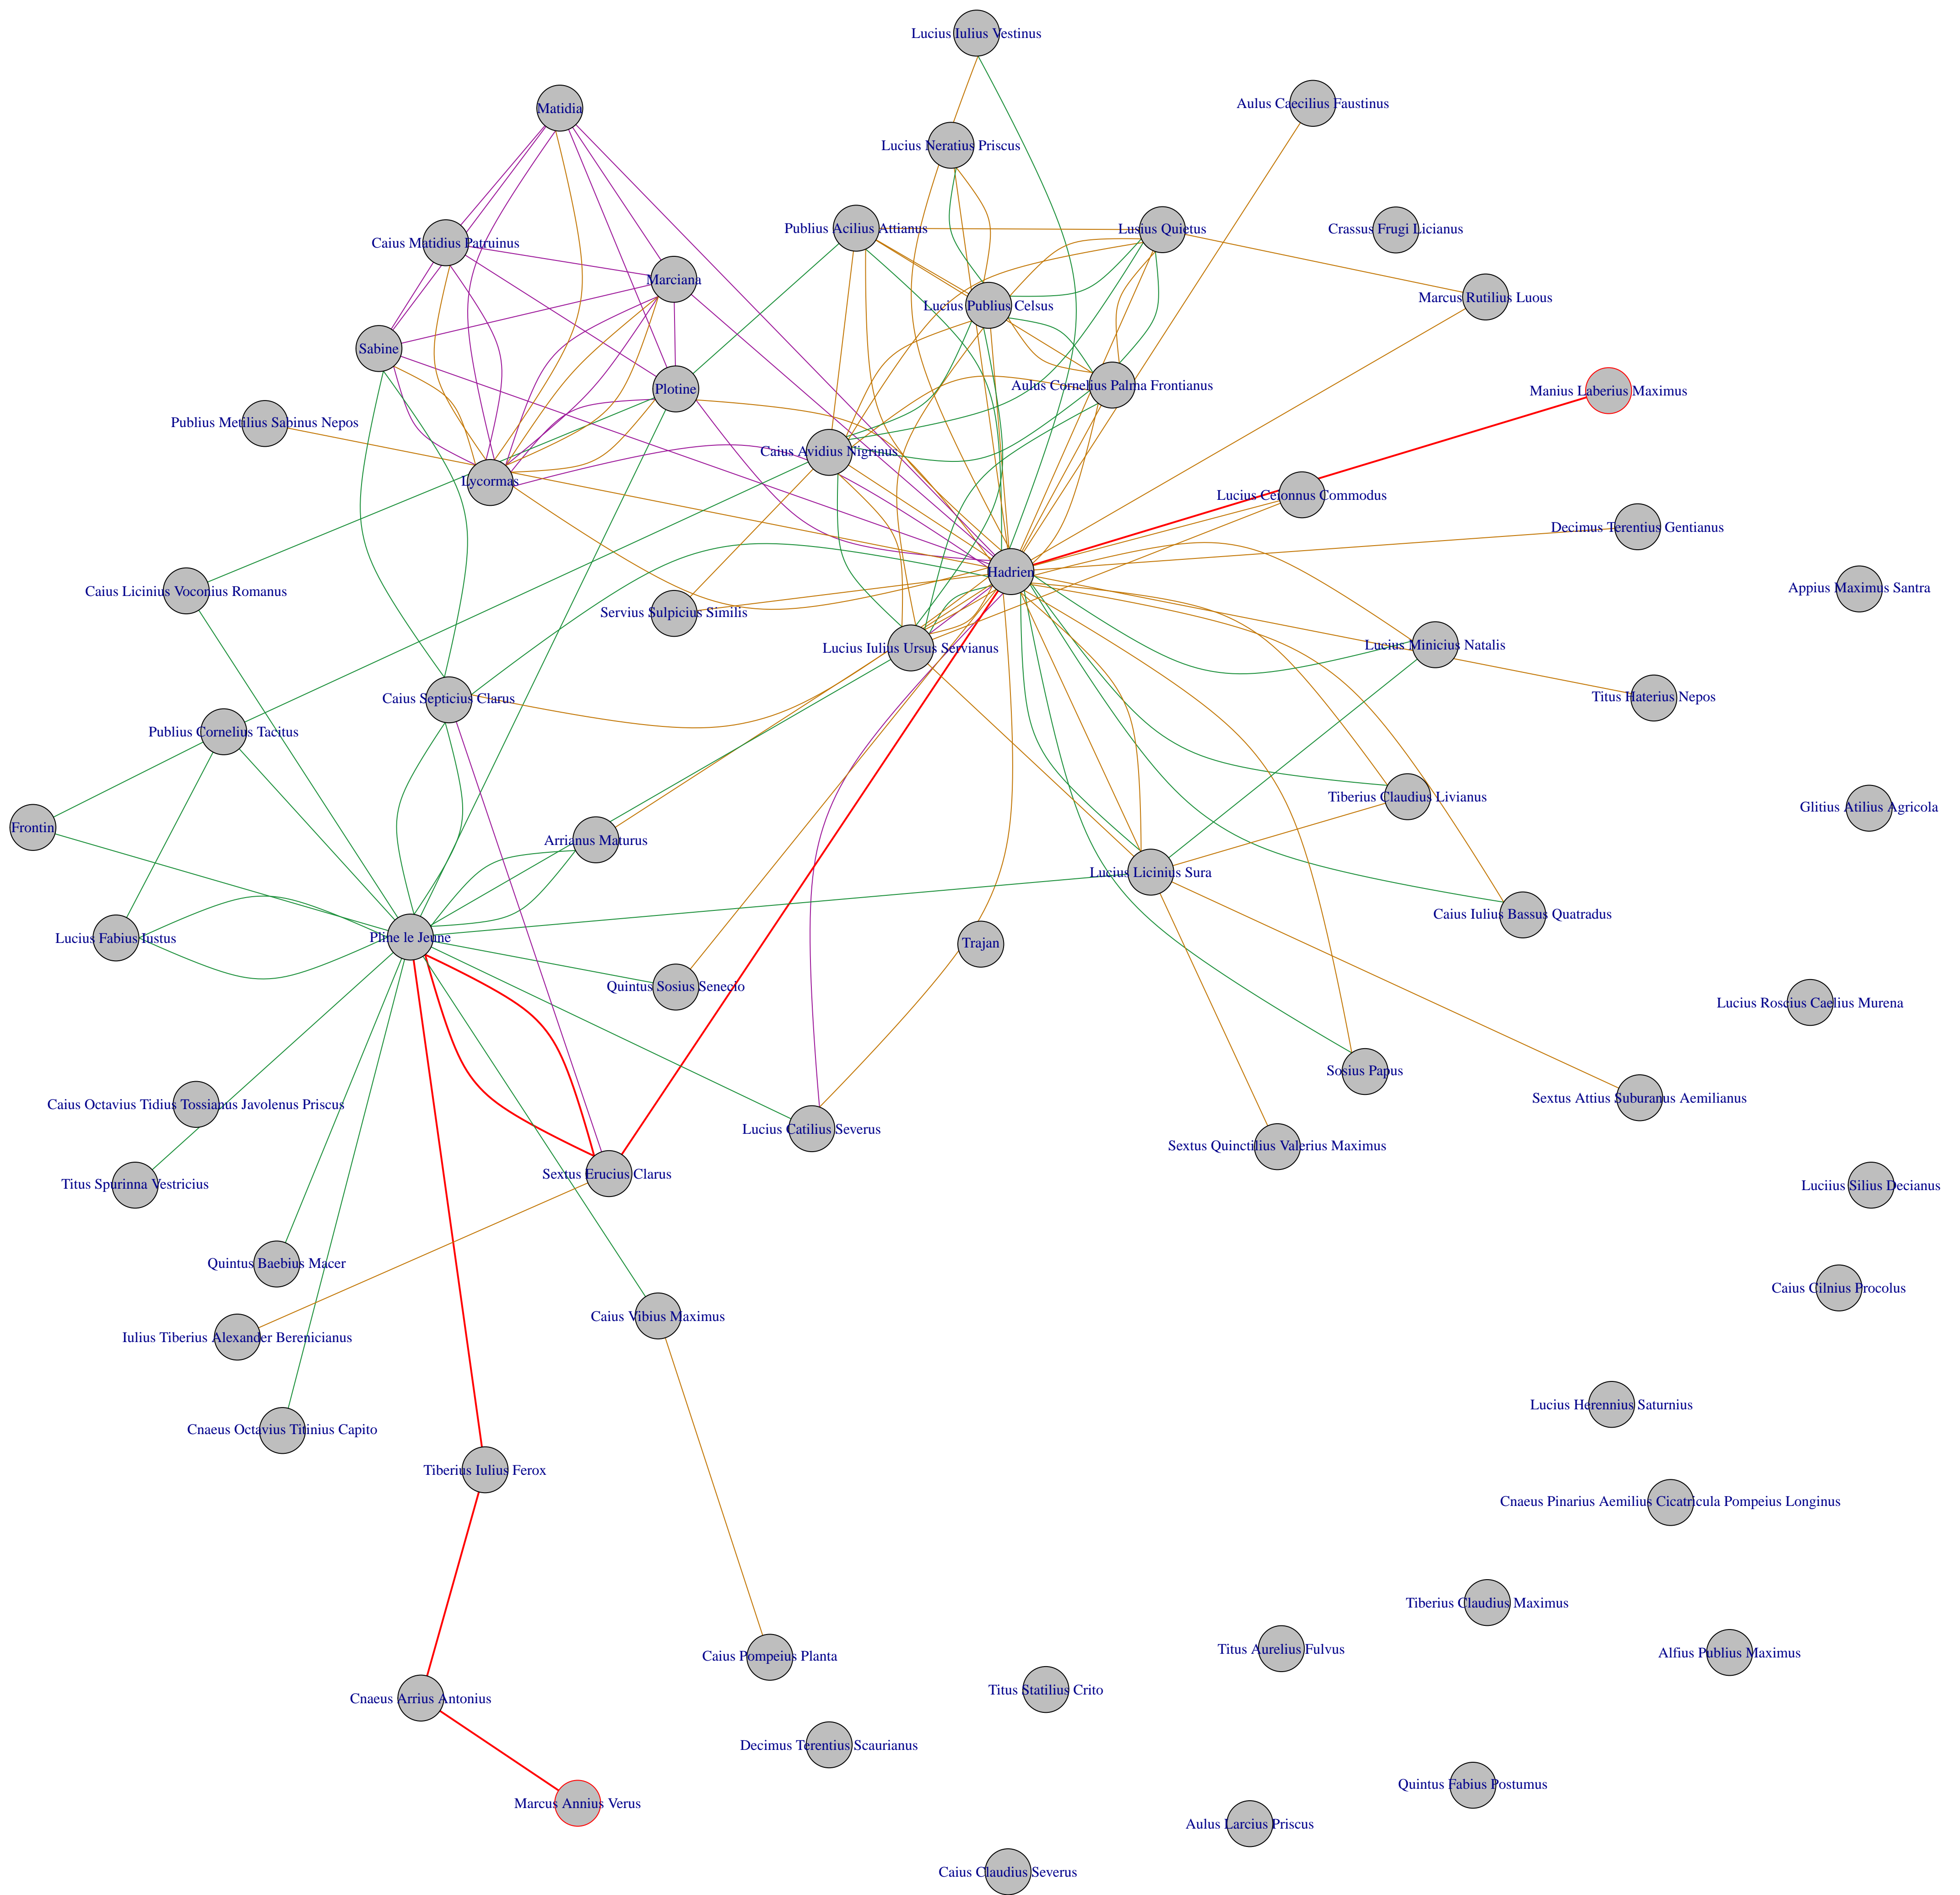 Lucius Iulius Vestinus
Matidia
Aulus Caecilius Faustinus
Lucius Neratius Priscus
Publius Acilius Attianus
Lusius Quietus
Crassus Frugi Licianus
Caius Matidius Patruinus
Marciana
Lucius Publius Celsus
Marcus Rutilius Luous
Sabine
Plotine
Aulus Cornelius Palma Frontianus
Manius Laberius Maximus
Publius Metilius Sabinus Nepos
Caius Avidius Nigrinus
Lycormas
Lucius Ceionnus Commodus
Decimus Terentius Gentianus
Hadrien
Caius Licinius Voconius Romanus
Appius Maximus Santra
Servius Sulpicius Similis
Lucius Iulius Ursus Servianus
Lucius Minicius Natalis
Caius Septicius Clarus
Titus Haterius Nepos
Publius Cornelius Tacitus
Tiberius Claudius Livianus
Glitius Atilius Agricola
Frontin
Arrianus Maturus
Lucius Licinius Sura
Caius Iulius Bassus Quatradus
Lucius Fabius Iustus
Pline le Jeune
Trajan
Quintus Sosius Senecio
Lucius Roscius Caelius Murena
Sosius Papus
Sextus Attius Suburanus Aemilianus
Caius Octavius Tidius Tossianus Javolenus Priscus
Lucius Catilius Severus
Sextus Quinctilius Valerius Maximus
Sextus Erucius Clarus
Titus Spurinna Vestricius
Luciius Silius Decianus
Quintus Baebius Macer
Caius Cilnius Procolus
Caius Vibius Maximus
Iulius Tiberius Alexander Berenicianus
Lucius Herennius Saturnius
Cnaeus Octavius Titinius Capito
Tiberius Iulius Ferox
Cnaeus Pinarius Aemilius Cicatricula Pompeius Longinus
Tiberius Claudius Maximus
Titus Aurelius Fulvus
Alfius Publius Maximus
Caius Pompeius Planta
Titus Statilius Crito
Cnaeus Arrius Antonius
Decimus Terentius Scaurianus
Quintus Fabius Postumus
Marcus Annius Verus
Aulus Larcius Priscus
Caius Claudius Severus